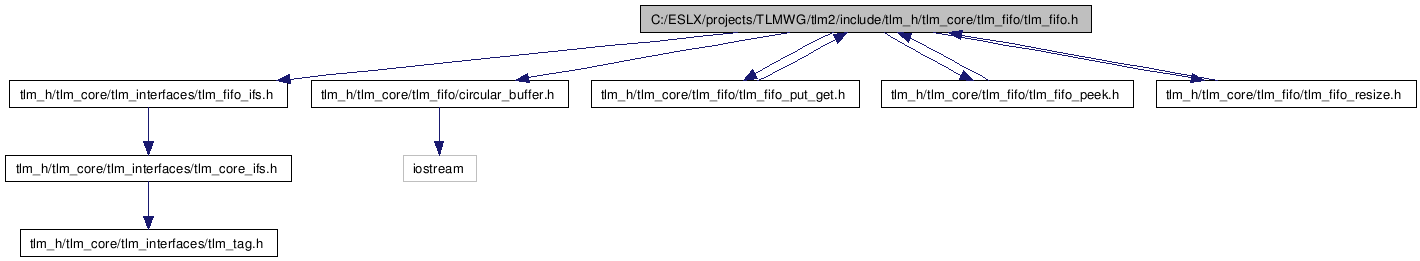 C:/ESLX/projects/TLMWG/tlm2/include/tlm_h/tlm_core/tlm_fifo/tlm_fifo.h
tlm_h/tlm_core/tlm_interfaces/tlm_fifo_ifs.h
tlm_h/tlm_core/tlm_fifo/circular_buffer.h
tlm_h/tlm_core/tlm_fifo/tlm_fifo_put_get.h
tlm_h/tlm_core/tlm_fifo/tlm_fifo_peek.h
tlm_h/tlm_core/tlm_fifo/tlm_fifo_resize.h
tlm_h/tlm_core/tlm_interfaces/tlm_core_ifs.h
iostream
tlm_h/tlm_core/tlm_interfaces/tlm_tag.h